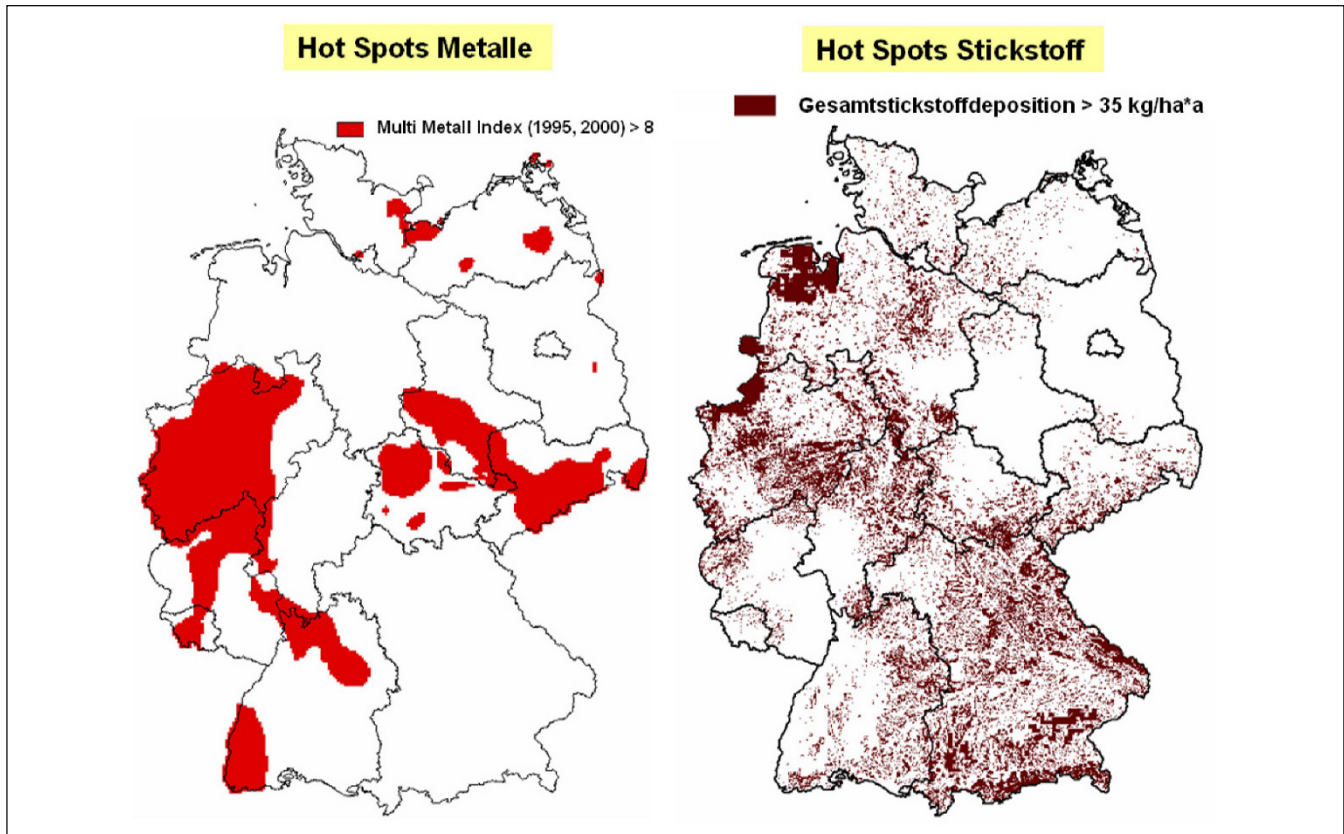 Hot Spots Metalle
Hot Spots Stickstoff
Multi Metall Index (1995, 2000) > 8
Gesamtstickstoffdeposition > 35 kg/ha*a